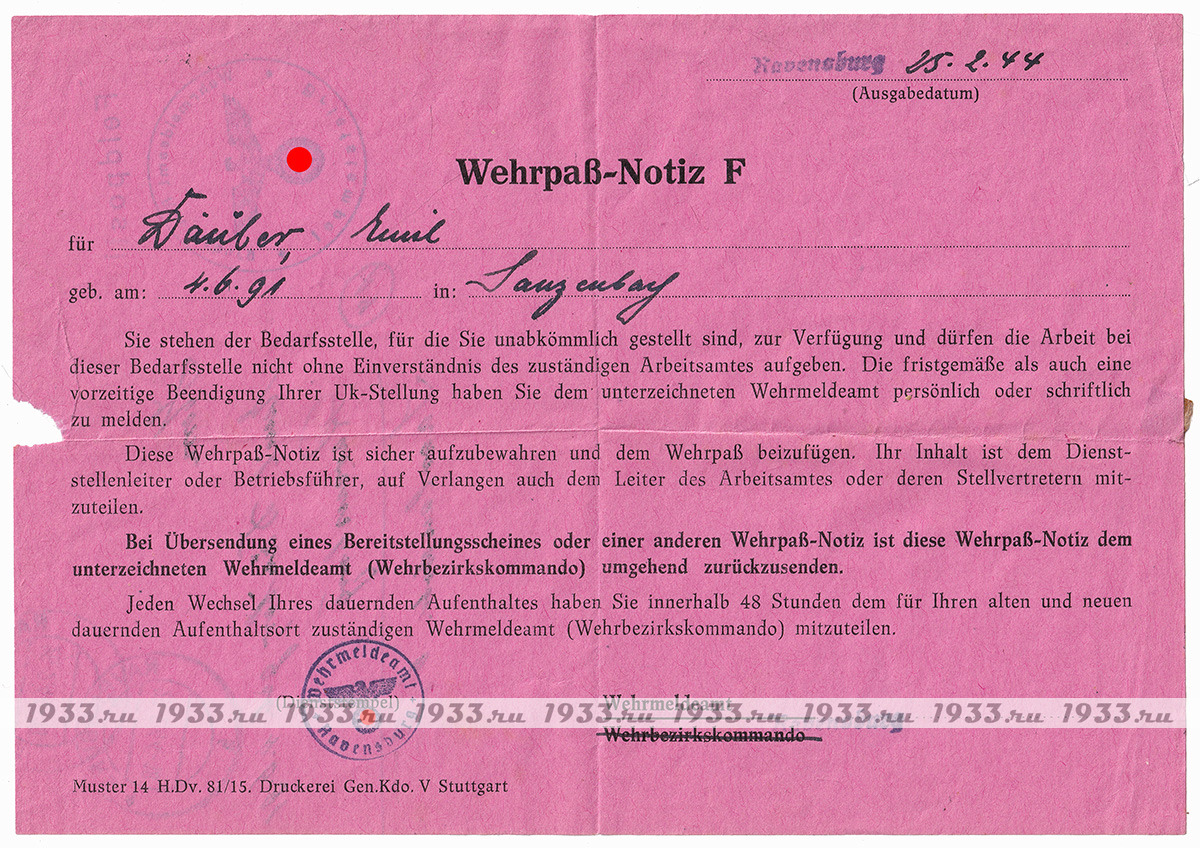 Ravensburg 25.2.44
(Ausgabedatum)
Wehrpaß-Notiz F
für Däuber, Emil
geb. am: 4.6.91 in: Sanzenbach
Sie stehen der Bedarfsstelle, für die Sie unabkömmlich gestellt sind, zur Verfügung und dürfen die Arbeit bei
dieser Bedarfsstelle nicht ohne Einverständnis des zuständigen Arbeitsamtes aufgeben. Die fristgemäße als auch eine
vorzeitige Beendigung Ihrer Uk-Stellung haben Sie dem unterzeichneten Wehrmeldeamt persönlich oder schriftlich
zu melden.
Diese Wehrpaß-Notiz ist sicher aufzubewahren und dem Wehrpaß beizufügen. Ihr Inhalt ist dem Dienst-
stellenleiter oder Betriebsführer, auf Verlangen auch dem Leiter des Arbeitsamtes oder deren Stellvertretern mit-
zuteilen.
Bei Übersendung eines Bereitstellungsscheines oder einer anderen Wehrpaß-Notiz ist diese Wehrpaß-Notiz dem
unterzeichneten Wehrmeldeamt (Wehrbezirkskommando) umgehend zurückzusenden.
Jeden Wechsel Ihres dauernden Aufenthaltes haben Sie innerhalb 48 Stunden dem für Ihren alten und neuen
dauernden Aufenthaltsort zuständigen Wehrmeldeamt (Wehrbezirkskommando) mitzuteilen.
Wehrmeldeamt
Ravensburg
(Dienststempel) Wehrmeldeamt
1933.ru 1933.ru 1933.ru 1933.ru 1933.ru 1933.ru 1933.ru 1933.ru 1933.ru
Wehrbezirkskommando
Muster 14 H.Dv. 81/15. Druckerei Gen.Kdo. V Stuttgart